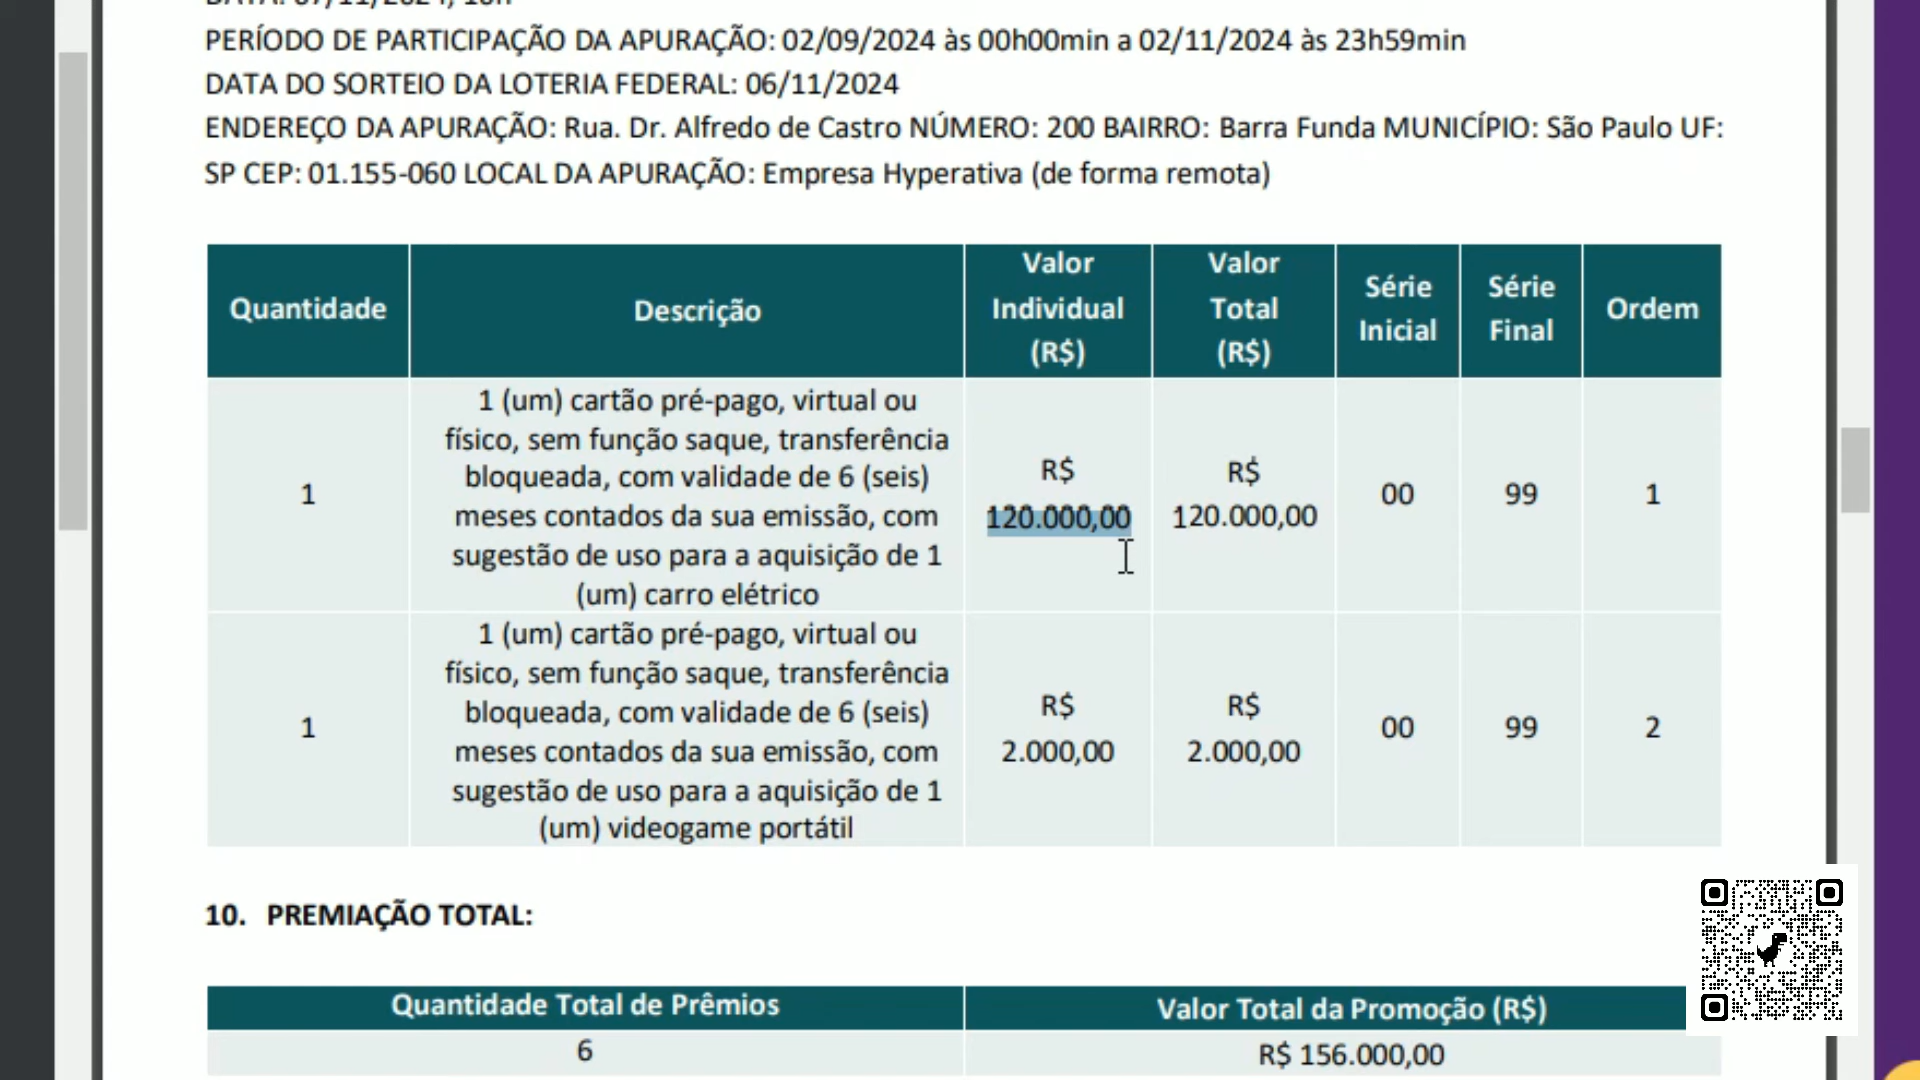 PERÍODO DE PARTICIPAÇÃO DA APURAÇÃO: 02/09/2024 às 00h00min a 02/11/2024 às 23h59min
DATA DO SORTEIO DA LOTERIA FEDERAL: 06/11/2024
ENDEREÇO DA APURAÇÃO: Rua. Dr. Alfredo de Castro NÚMERO: 200 BAIRRO: Barra Funda MUNICÍPIO: São Paulo UF:
SP CEP: 01.155-060 LOCAL DA APURAÇÃO: Empresa Hyperativa (de forma remota)
Quantidade
Descrição
Valor
Individual
(R$)
Valor
Total
(R$)
Série
Inicial
Série
Final
Ordem
1
1 (um) cartão pré-pago, virtual ou
físico, sem função saque, transferência
bloqueada, com validade de 6 (seis)
meses contados da sua emissão, com
sugestão de uso para a aquisição de 1
(um) carro elétrico
R$
120.000,00
R$
120.000,00
00
99
1
1
1 (um) cartão pré-pago, virtual ou
físico, sem função saque, transferência
bloqueada, com validade de 6 (seis)
meses contados da sua emissão, com
sugestão de uso para a aquisição de 1
(um) videogame portátil
R$
2.000,00
R$
2.000,00
00
99
2
10. PREMIAÇÃO TOTAL:
Quantidade Total de Prêmios
Valor Total da Promoção (R$)
6
R$ 156.000,00